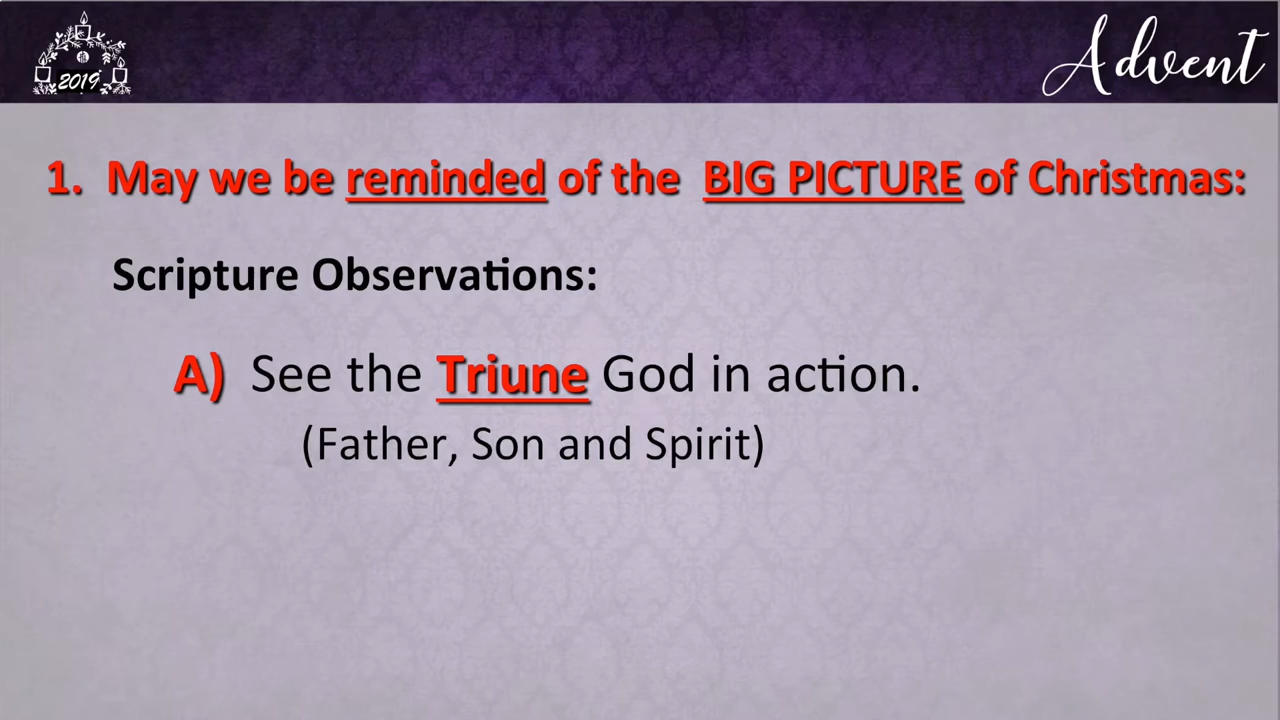 2019
Advent
1. May we be reminded of the BIG PICTURE of Christmas:
Scripture Observations:
A) See the Triune God in action.
(Father, Son and Spirit)